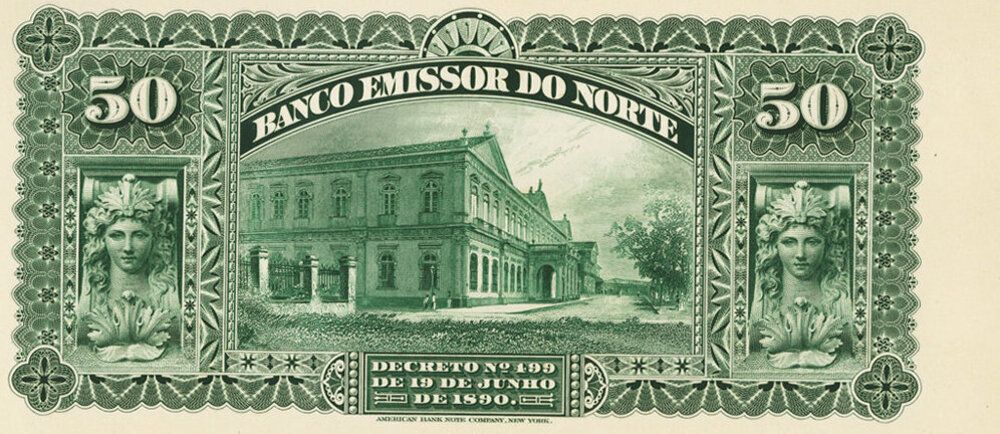 BANCO EMISSOR DO NORTE
50
50
DECRETO Nº 499
DE 19 DE JUNHO
DE 1890.
AMERICAN BANK NOTE COMPANY, NEW YORK.